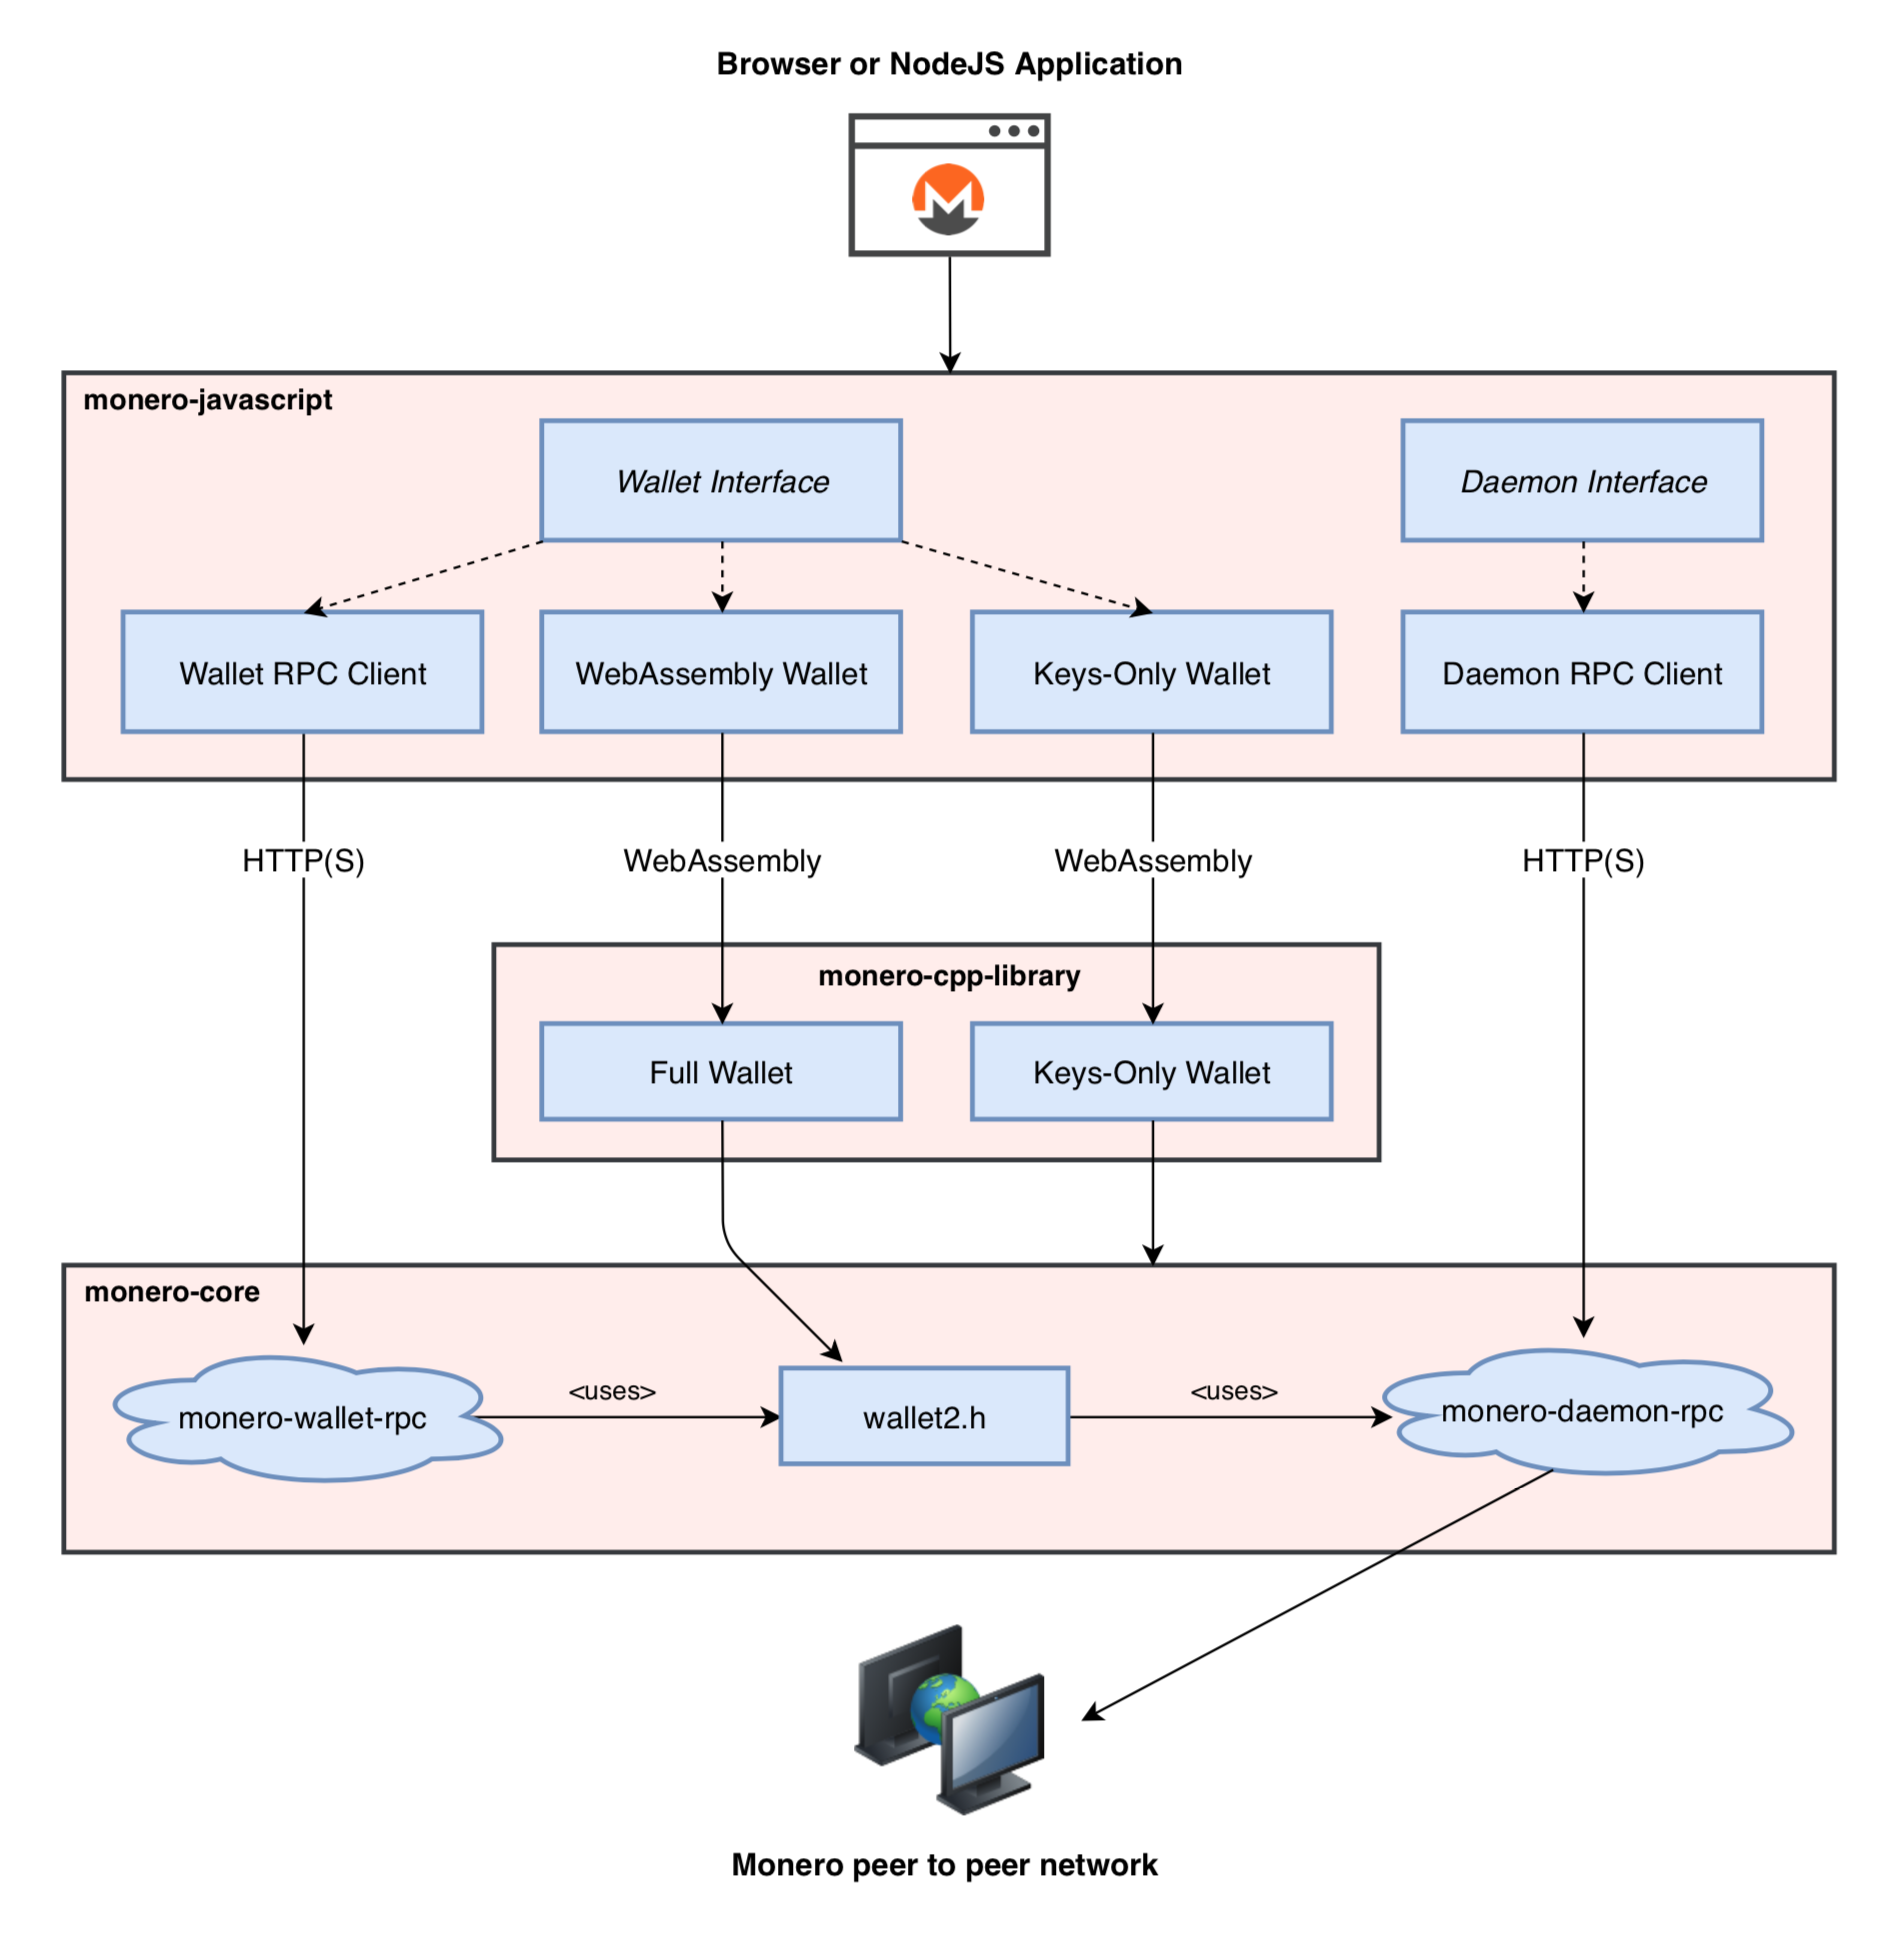 Browser or NodeJS Application
monero-javascript
Wallet Interface
Daemon Interface
Wallet RPC Client
WebAssembly Wallet
Keys-Only Wallet
Daemon RPC Client
HTTP(S)
WebAssembly
WebAssembly
HTTP(S)
monero-cpp-library
Full Wallet
Keys-Only Wallet
monero-core
monero-wallet-rpc
<uses>
wallet2.h
<uses>
monero-daemon-rpc
Monero peer to peer network